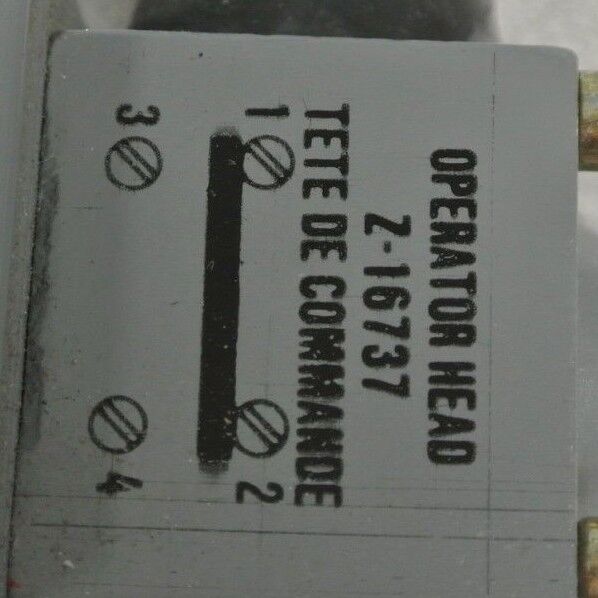 OPERATOR HEAD
Z-16737
TETE DE COMMANDE
1 2
3 4